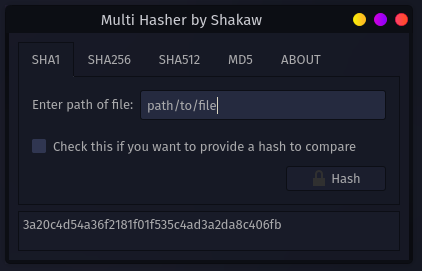 Multi Hasher by Shakaw
SHA1 SHA256 SHA512 MD5 ABOUT
Enter path of file: path/to/file
Check this if you want to provide a hash to compare
Hash
3a20c4d54a36f2181f01f535c4ad3a2da8c406fb